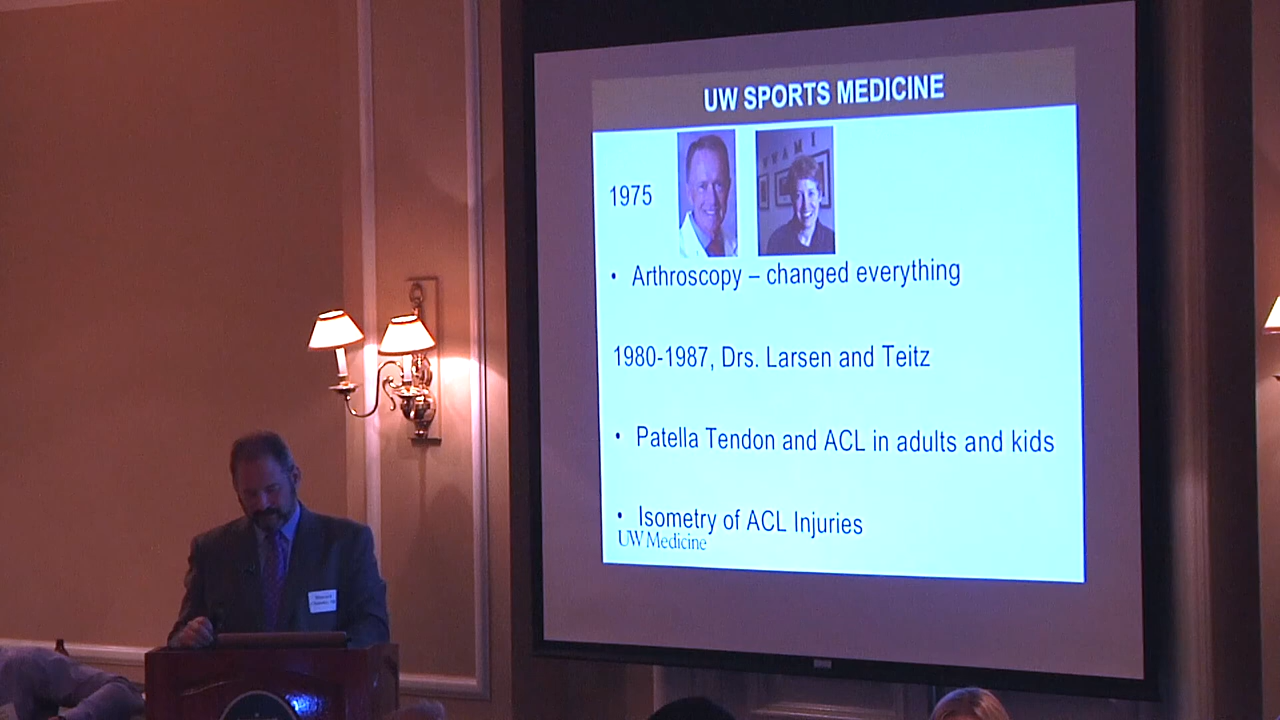 UW SPORTS MEDICINE
UWAMI
1975
• Arthroscopy – changed everything
1980-1987, Drs. Larsen and Teitz
• Patella Tendon and ACL in adults and kids
• Isometry of ACL Injuries
UW Medicine